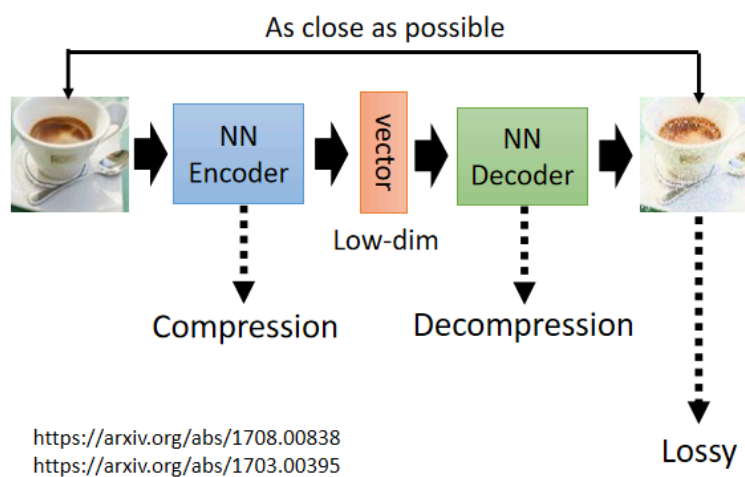 As close as possible
NN
Encoder
vector
NN
Decoder
Low-dim
Compression
Decompression
Lossy
https://arxiv.org/abs/1708.00838
https://arxiv.org/abs/1703.00395